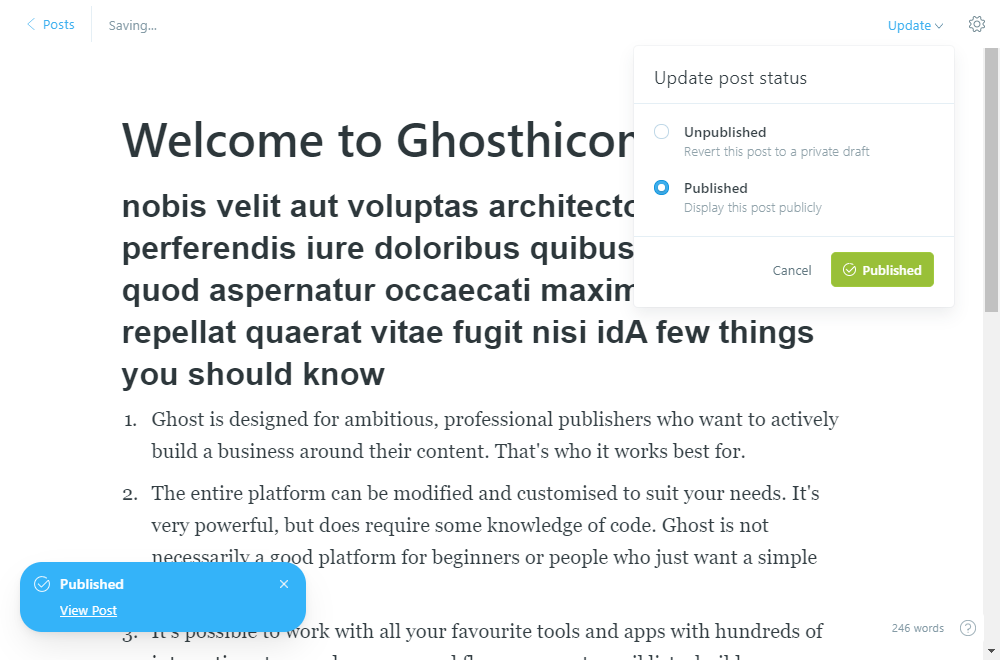 Posts
Saving...
Update
Update post status
Unpublished
Revert this post to a private draft
Published
Display this post publicly
Cancel
Published
Welcome to Ghosthicon
nobis velit aut voluptas architecto
perferendis iure doloribus quibus
quod aspernatur occaecati maxim
repellat quaerat vitae fugit nisi idA few things
you should know
1. Ghost is designed for ambitious, professional publishers who want to actively
build a business around their content. That's who it works best for.
2. The entire platform can be modified and customised to suit your needs. It's
very powerful, but does require some knowledge of code. Ghost is not
necessarily a good platform for beginners or people who just want a simple
3. It's possible to work with all your favourite tools and apps with hundreds of
Published
View Post
246 words